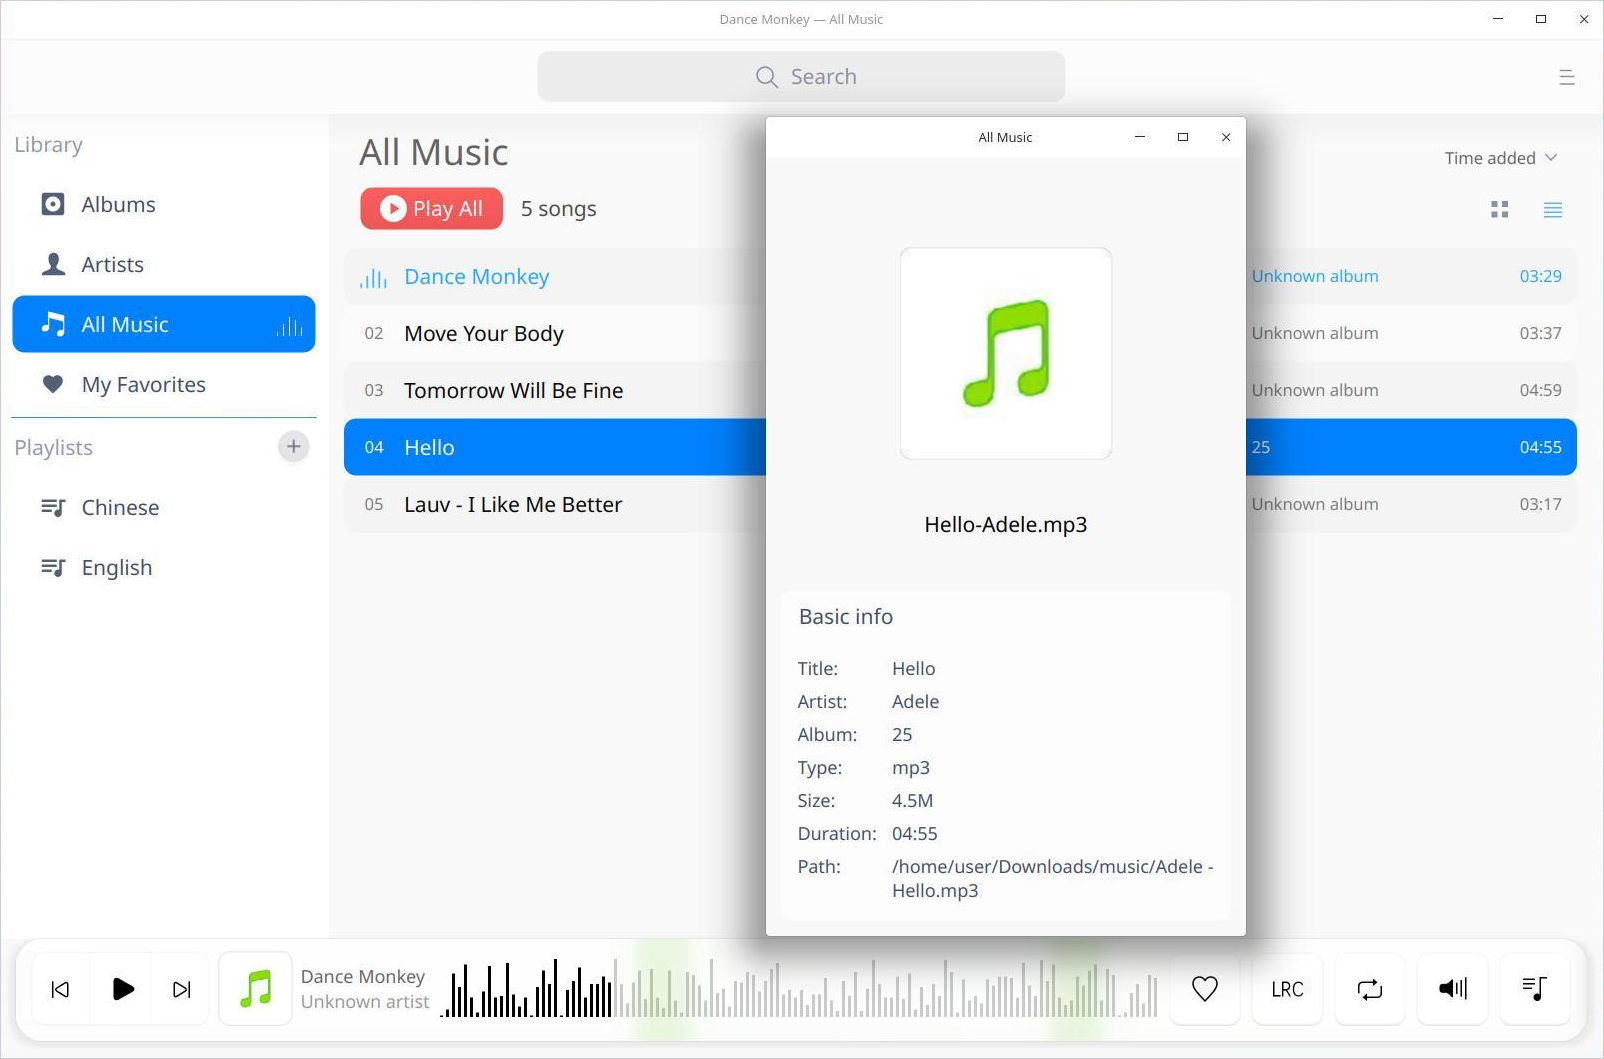 Dance Monkey — All Music
Search
Library
Albums
Artists
All Music
My Favorites
Playlists
Chinese
English
All Music
Time added
Play All
5 songs
Dance Monkey Unknown album 03:29
02 Move Your Body Unknown album 03:37
03 Tomorrow Will Be Fine Unknown album 04:59
04 Hello 25 04:55
05 Lauv - I Like Me Better Unknown album 03:17
All Music
Hello-Adele.mp3
Basic info
Title: Hello
Artist: Adele
Album: 25
Type: mp3
Size: 4.5M
Duration: 04:55
Path: /home/user/Downloads/music/Adele -
Hello.mp3
Dance Monkey
Unknown artist
LRC